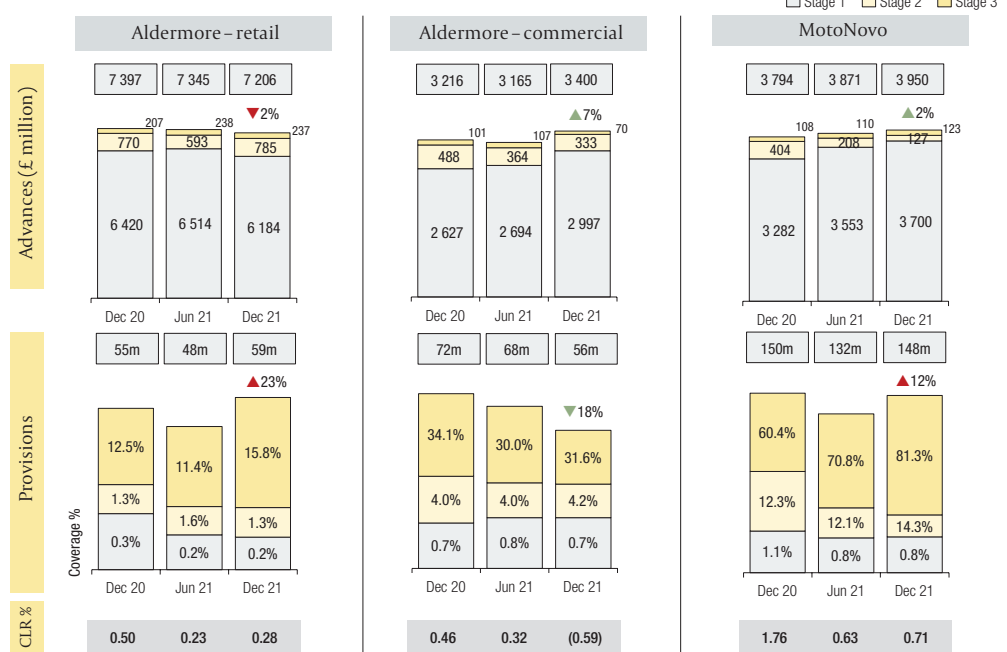 Stage 1 Stage 2 Stage 3
Aldermore – retail
Aldermore – commercial
MotoNovo
Advances (£ million)
7 397 7 345 7 206
▼2%
207 238 237
770 593 785
6 420 6 514 6 184
Dec 20 Jun 21 Dec 21
3 216 3 165 3 400
▲7%
101 107 70
488 364 333
2 627 2 694 2 997
Dec 20 Jun 21 Dec 21
3 794 3 871 3 950
▲2%
108 110 123
404 208 127
3 282 3 553 3 700
Dec 20 Jun 21 Dec 21
Provisions
Coverage %
55m 48m 59m
▲23%
12.5% 11.4% 15.8%
1.3% 1.6% 1.3%
0.3% 0.2% 0.2%
Dec 20 Jun 21 Dec 21
72m 68m 56m
▼18%
34.1% 30.0% 31.6%
4.0% 4.0% 4.2%
0.7% 0.8% 0.7%
Dec 20 Jun 21 Dec 21
150m 132m 148m
▲12%
60.4% 70.8% 81.3%
12.3% 12.1% 14.3%
1.1% 0.8% 0.8%
Dec 20 Jun 21 Dec 21
CLR %
0.50 0.23 0.28
0.46 0.32 (0.59)
1.76 0.63 0.71